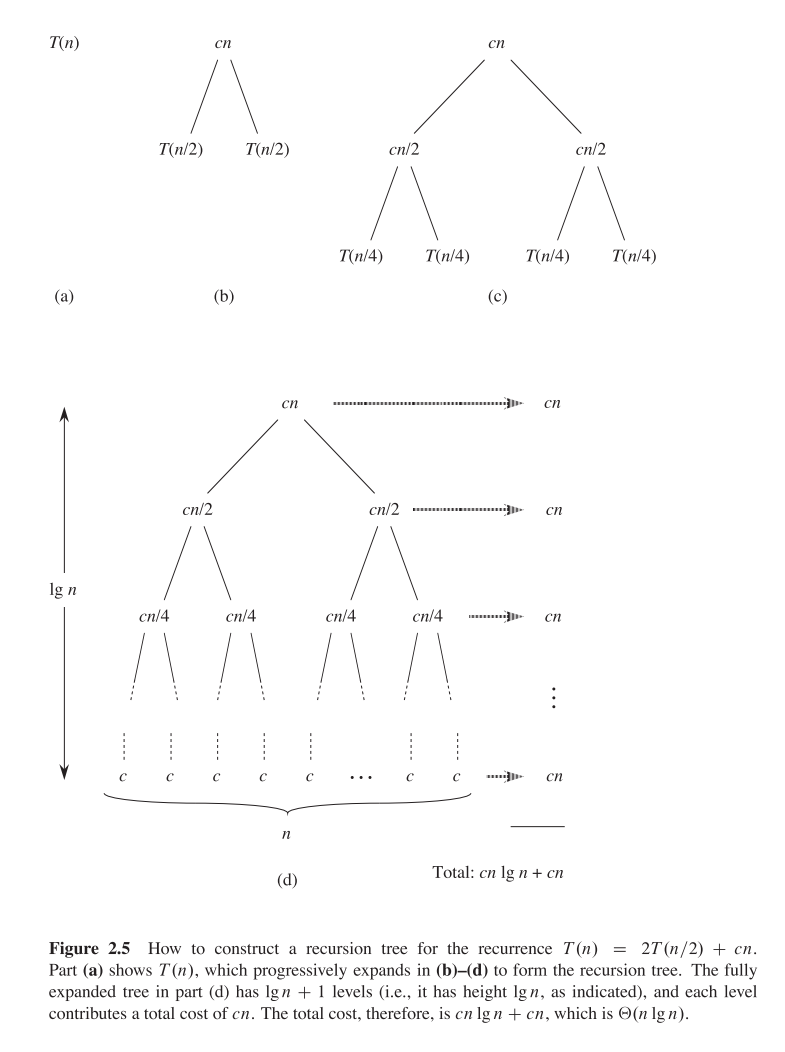 T(n) cn cn
T(n/2) T(n/2) cn/2 cn/2
T(n/4) T(n/4) T(n/4) T(n/4)
(a) (b) (c)
cn cn
cn/2 cn/2 cn
lg n
cn/4 cn/4 cn/4 cn/4 cn
c c c c c … c c cn
n
Total: cn lg n + cn
(d)
Figure 2.5 How to construct a recursion tree for the recurrence T(n) = 2T(n/2) + cn.
Part (a) shows T(n), which progressively expands in (b)–(d) to form the recursion tree. The fully
expanded tree in part (d) has lg n + 1 levels (i.e., it has height lg n, as indicated), and each level
contributes a total cost of cn. The total cost, therefore, is cn lg n + cn, which is Θ(n lg n).